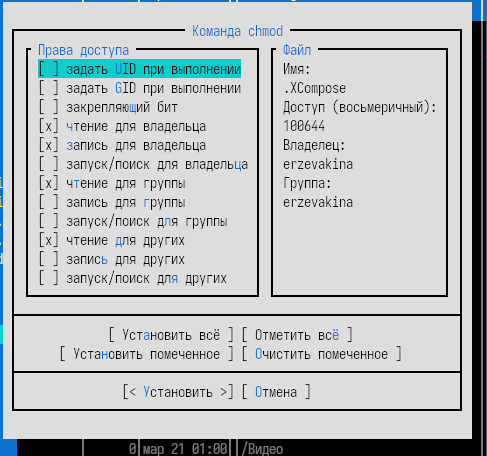 Команда chmod
Права доступа
[ ] задать UID при выполнении
[ ] задать GID при выполнении
[ ] закрепляющий бит
[x] чтение для владельца
[x] запись для владельца
[ ] запуск/поиск для владельца
[x] чтение для группы
[ ] запись для группы
[ ] запуск/поиск для группы
[x] чтение для других
[ ] запись для других
[ ] запуск/поиск для других
Файл
Имя:
.XCompose
Доступ (восьмеричный):
100644
Владелец:
erzevakina
Группа:
erzevakina
[ Установить всё ] [ Отметить всё ]
[ Установить помеченное ] [ Очистить помеченное ]
[< Установить >] [ Отмена ]
0 мар 21 01:00 /Видео